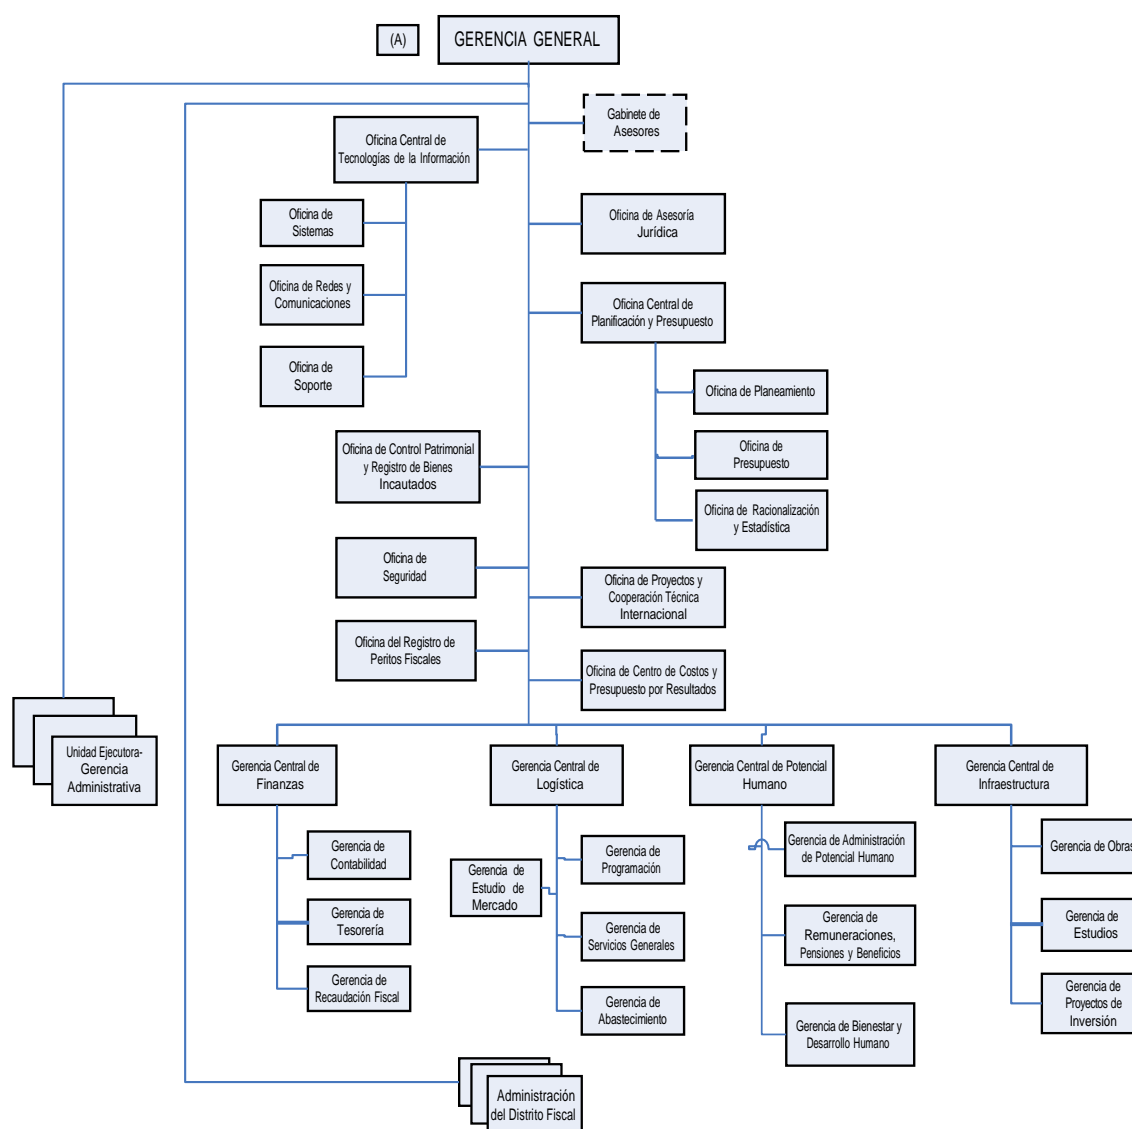 (A)
GERENCIA GENERAL
Gabinete de
Asesores
Oficina Central de
Tecnologías de la Información
Oficina de
Sistemas
Oficina de Asesoría
Jurídica
Oficina de Redes y
Comunicaciones
Oficina Central de
Planificación y Presupuesto
Oficina de
Soporte
Oficina de Planeamiento
Oficina de Control Patrimonial
y Registro de Bienes
Incautados
Oficina de
Presupuesto
Oficina de Racionalización
y Estadística
Oficina de
Seguridad
Oficina de Proyectos y
Cooperación Técnica
Internacional
Oficina del Registro de
Peritos Fiscales
Oficina de Centro de Costos y
Presupuesto por Resultados
Unidad Ejecutora-
Gerencia
Administrativa
Gerencia Central de
Finanzas
Gerencia Central de
Logística
Gerencia Central de Potencial
Humano
Gerencia Central de
Infraestructura
Gerencia de
Contabilidad
Gerencia de
Tesorería
Gerencia de
Recaudación Fiscal
Gerencia de
Estudio de
Mercado
Gerencia de
Programación
Gerencia de
Servicios Generales
Gerencia de
Abastecimiento
Gerencia de Administración
de Potencial Humano
Gerencia de
Remuneraciones,
Pensiones y Beneficios
Gerencia de Bienestar y
Desarrollo Humano
Gerencia de Obras
Gerencia de
Estudios
Gerencia de
Proyectos de
Inversión
Administración
del Distrito Fiscal